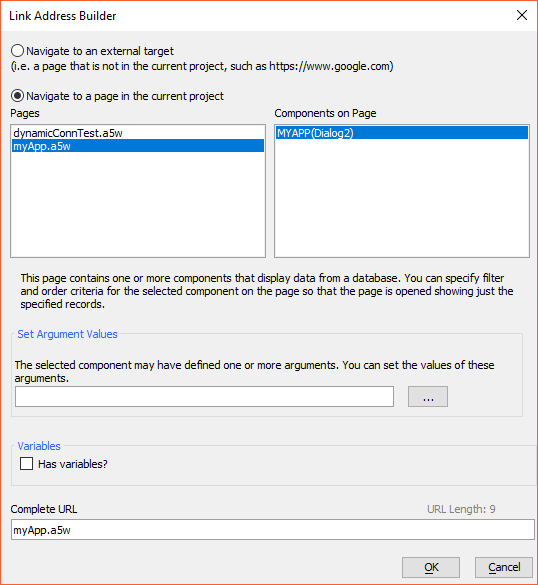 Link Address Builder
Navigate to an external target
(i.e. a page that is not in the current project, such as https://www.google.com)
Navigate to a page in the current project
Pages
Components on Page
dynamicConnTest.a5w
MYAPP(Dialog2)
myApp.a5w
This page contains one or more components that display data from a database. You can specify filter
and order criteria for the selected component on the page so that the page is opened showing just the
specified records.
Set Argument Values
The selected component may have defined one or more arguments. You can set the values of these
arguments.
...
Variables
Has variables?
Complete URL
URL Length: 9
myApp.a5w
OK
Cancel